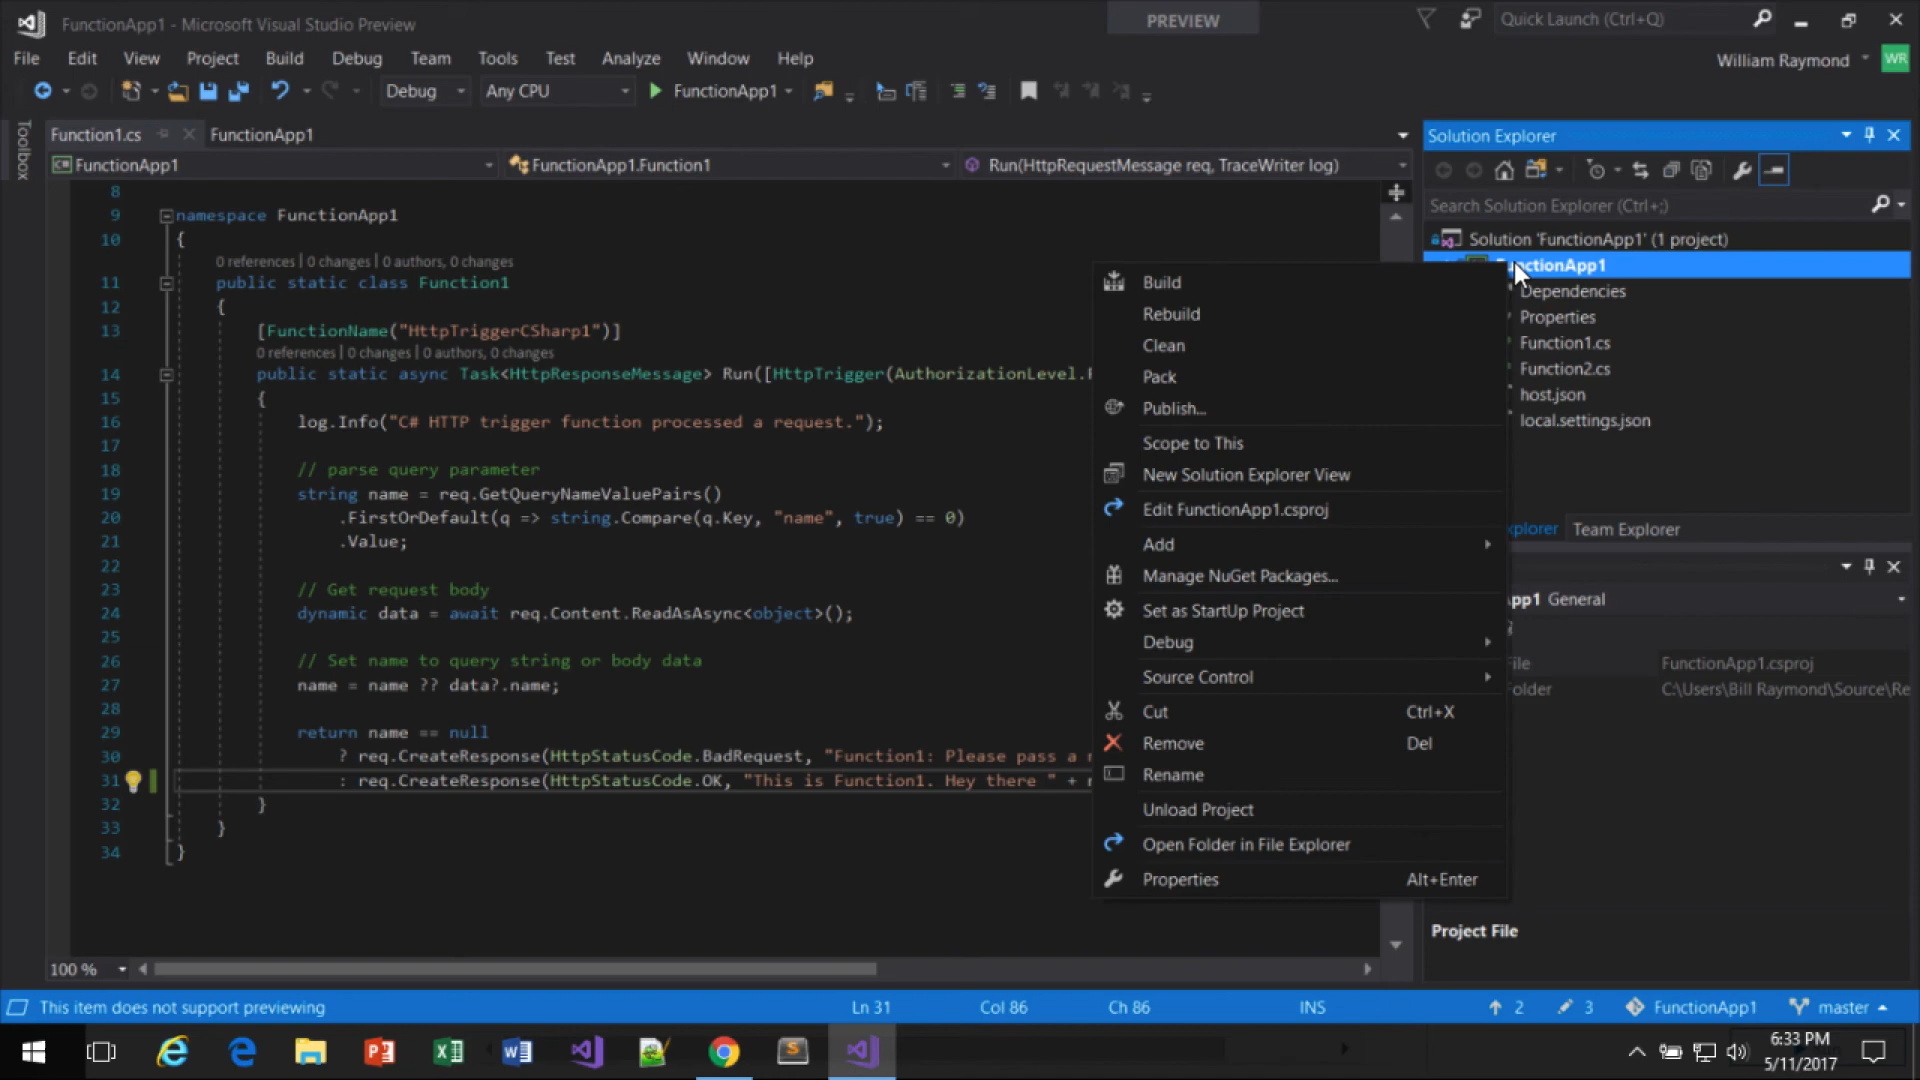 FunctionApp1 - Microsoft Visual Studio Preview
PREVIEW
Quick Launch (Ctrl+Q)
File Edit View Project Build Debug Team Tools Test Analyze Window Help
William Raymond WR
Debug Any CPU FunctionApp1
Toolbox
Function1.cs FunctionApp1
FunctionApp1 FunctionApp1.Function1 Run(HttpRequestMessage req, TraceWriter log)
8
9 namespace FunctionApp1
10 {
0 references | 0 changes | 0 authors, 0 changes
11 public static class Function1
12 {
13 [FunctionName("HttpTriggerCSharp1")]
0 references | 0 changes | 0 authors, 0 changes
14 public static async Task<HttpResponseMessage> Run([HttpTrigger(AuthorizationLevel.
15 {
16 log.Info("C# HTTP trigger function processed a request.");
17
18 // parse query parameter
19 string name = req.GetQueryNameValuePairs()
20 .FirstOrDefault(q => string.Compare(q.Key, "name", true) == 0)
21 .Value;
22
23 // Get request body
24 dynamic data = await req.Content.ReadAsAsync<object>();
25
26 // Set name to query string or body data
27 name = name ?? data?.name;
28
29 return name == null
30 ? req.CreateResponse(HttpStatusCode.BadRequest, "Function1: Please pass a
31 : req.CreateResponse(HttpStatusCode.OK, "This is Function1. Hey there " +
32 }
33 }
34 }
100 %
Build
Rebuild
Clean
Pack
Publish...
Scope to This
New Solution Explorer View
Edit FunctionApp1.csproj
Add
Manage NuGet Packages...
Set as StartUp Project
Debug
Source Control
Cut Ctrl+X
Remove Del
Rename
Unload Project
Open Folder in File Explorer
Properties Alt+Enter
Solution Explorer
Search Solution Explorer (Ctrl+;)
Solution 'FunctionApp1' (1 project)
nctionApp1
Dependencies
Properties
Function1.cs
Function2.cs
host.json
local.settings.json
xplorer Team Explorer
pp1 General
File FunctionApp1.csproj
Folder C:\Users\Bill Raymond\Source\Re
Project File
This item does not support previewing Ln 31 Col 86 Ch 86 INS 2 3 FunctionApp1 master
6:33 PM
5/11/2017